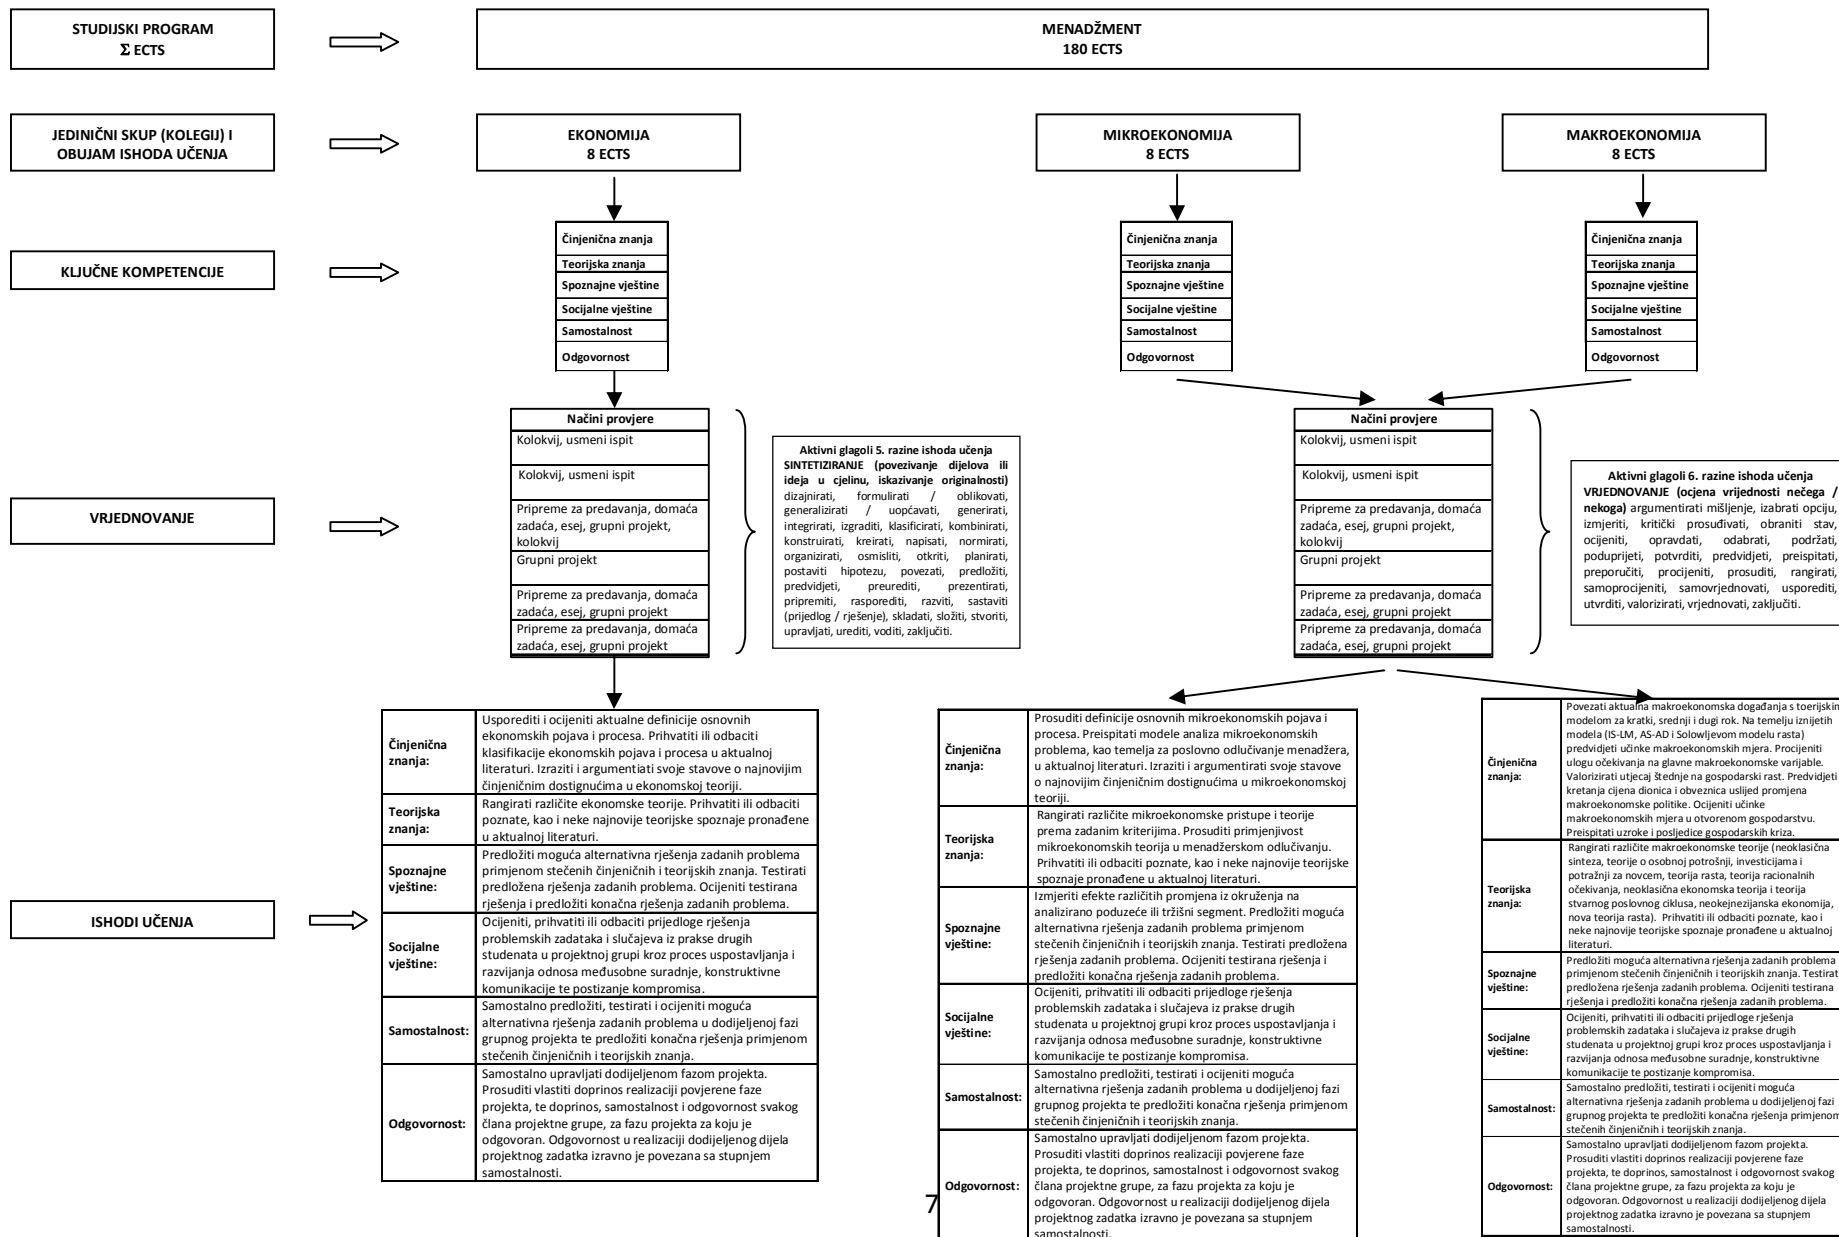 STUDIJSKI PROGRAM
Σ ECTS
MENADŽMENT
180 ECTS
JEDINIČNI SKUP (KOLEGIJ) I
OBUJAM ISHODA UČENJA
EKONOMIJA
8 ECTS
MIKROEKONOMIJA
8 ECTS
MAKROEKONOMIJA
8 ECTS
KLJUČNE KOMPETENCIJE
Činjenična znanja
Teorijska znanja
Spoznajne vještine
Socijalne vještine
Samostalnost
Odgovornost
Činjenična znanja
Teorijska znanja
Spoznajne vještine
Socijalne vještine
Samostalnost
Odgovornost
Činjenična znanja
Teorijska znanja
Spoznajne vještine
Socijalne vještine
Samostalnost
Odgovornost
VRJEDNOVANJE
Načini provjere
Kolokvij, usmeni ispit
Kolokvij, usmeni ispit
Pripreme za predavanja, domaća
zadaća, esej, grupni projekt,
kolokvij
Grupni projekt
Pripreme za predavanja, domaća
zadaća, esej, grupni projekt
Pripreme za predavanja, domaća
zadaća, esej, grupni projekt
Aktivni glagoli 5. razine ishoda učenja
SINTETIZIRANJE (povezivanje dijelova ili
ideja u cjelinu, iskazivanje originalnosti)
dizajnirati, formulirati / oblikovati,
generalizirati / uopćavati, generirati,
integrirati, izgraditi, klasificirati, kombinirati,
konstruirati, kreirati, napisati, normirati,
organizirati, osmisliti, otkriti, planirati,
postaviti hipotezu, povezati, predložiti,
predvidjeti, preurediti, prezentirati,
pripremiti, rasporediti, razviti, sastaviti
(prijedlog / rješenje), skladati, složiti, stvoriti,
upravljati, urediti, voditi, zaključiti.
Načini provjere
Kolokvij, usmeni ispit
Kolokvij, usmeni ispit
Pripreme za predavanja, domaća
zadaća, esej, grupni projekt,
kolokvij
Grupni projekt
Pripreme za predavanja, domaća
zadaća, esej, grupni projekt
Pripreme za predavanja, domaća
zadaća, esej, grupni projekt
Aktivni glagoli 6. razine ishoda učenja
VRJEDNOVANJE (ocjena vrijednosti nečega /
nekoga) argumentirati mišljenje, izabrati opciju,
izmjeriti, kritički prosuđivati, obraniti stav,
ocijeniti, opravdati, odabrati, podržati,
poduprijeti, potvrditi, predvidjeti, preispitati,
preporučiti, procijeniti, prosuditi, rangirati,
samoprocijeniti, samovrjednovati, usporediti,
utvrditi, valorizirati, vrjednovati, zaključiti.
ISHODI UČENJA
Činjenična
znanja:
Usporediti i ocijeniti aktualne definicije osnovnih
ekonomskih pojava i procesa. Prihvatiti ili odbaciti
klasifikacije ekonomskih pojava i procesa u aktualnoj
literaturi. Izraziti i argumentiati svoje stavove o najnovijim
činjeničnim dostignućima u ekonomskoj teoriji.
Teorijska
znanja:
Rangirati različite ekonomske teorije. Prihvatiti ili odbaciti
poznate, kao i neke najnovije teorijske spoznaje pronađene
u aktualnoj literaturi.
Spoznajne
vještine:
Predložiti moguća alternativna rješenja zadanih problema
primjenom stečenih činjeničnih i teorijskih znanja. Testirati
predložena rješenja zadanih problema. Ocijeniti testirana
rješenja i predložiti konačna rješenja zadanih problema.
Socijalne
vještine:
Ocijeniti, prihvatiti ili odbaciti prijedloge rješenja
problemskih zadataka i slučajeva iz prakse drugih
studenata u projektnoj grupi kroz proces uspostavljanja i
razvijanja odnosa međusobne suradnje, konstruktivne
komunikacije te postizanje kompromisa.
Samostalnost:
Samostalno predložiti, testirati i ocijeniti moguća
alternativna rješenja zadanih problema u dodijeljenoj fazi
grupnog projekta te predložiti konačna rješenja primjenom
stečenih činjeničnih i teorijskih znanja.
Odgovornost:
Samostalno upravljati dodijeljenom fazom projekta.
Prosuditi vlastiti doprinos realizaciji povjerene faze
projekta, te doprinos, samostalnost i odgovornost svakog
člana projektne grupe, za fazu projekta za koju je
odgovoran. Odgovornost u realizaciji dodijeljenog dijela
projektnog zadatka izravno je povezana sa stupnjem
samostalnosti.
Činjenična
znanja:
Prosuditi definicije osnovnih mikroekonomskih pojava i
procesa. Preispitati modele analiza mikroekonomskih
problema, kao temelja za poslovno odlučivanje menadžera,
u aktualnoj literaturi. Izraziti i argumentirati svoje stavove
o najnovijim činjeničnim dostignućima u mikroekonomskoj
teoriji.
Teorijska
znanja:
Rangirati različite mikroekonomske pristupe i teorije
prema zadanim kriterijima. Prosuditi primjenjivost
mikroekonomskih teorija u menadžerskom odlučivanju.
Prihvatiti ili odbaciti poznate, kao i neke najnovije teorijske
spoznaje pronađene u aktualnoj literaturi.
Spoznajne
vještine:
Izmjeriti efekte različitih promjena iz okruženja na
analizirano poduzeće ili tržišni segment. Predložiti moguća
alternativna rješenja zadanih problema primjenom
stečenih činjeničnih i teorijskih znanja. Testirati predložena
rješenja zadanih problema. Ocijeniti testirana rješenja i
predložiti konačna rješenja zadanih problema.
Socijalne
vještine:
Ocijeniti, prihvatiti ili odbaciti prijedloge rješenja
problemskih zadataka i slučajeva iz prakse drugih
studenata u projektnoj grupi kroz proces uspostavljanja i
razvijanja odnosa međusobne suradnje, konstruktivne
komunikacije te postizanje kompromisa.
Samostalnost:
Samostalno predložiti, testirati i ocijeniti moguća
alternativna rješenja zadanih problema u dodijeljenoj fazi
grupnog projekta te predložiti konačna rješenja primjenom
stečenih činjeničnih i teorijskih znanja.
Odgovornost:
Samostalno upravljati dodijeljenom fazom projekta.
Prosuditi vlastiti doprinos realizaciji povjerene faze
projekta, te doprinos, samostalnost i odgovornost svakog
člana projektne grupe, za fazu projekta za koju je
odgovoran. Odgovornost u realizaciji dodijeljenog dijela
projektnog zadatka izravno je povezana sa stupnjem
samostalnosti.
Činjenična
znanja:
Povezati aktualna makroekonomska događanja s toerijskim
modelom za kratki, srednji i dugi rok. Na temelju iznijetih
modela (IS-LM, AS-AD i Solowljevom modelu rasta)
predvidjeti učinke makroekonomskih mjera. Procijeniti
ulogu očekivanja na glavne makroekonomske varijable.
Valorizirati utjecaj štednje na gospodarski rast. Predvidjeti
kretanja cijena dionica i obveznica uslijed promjena
makroekonomske politike. Ocijeniti učinke
makroekonomskih mjera u otvorenom gospodarstvu.
Preispitati uzroke i posljedice gospodarskih kriza.
Teorijska
znanja:
Rangirati različite makroekonomske teorije (neoklasična
sinteza, teorije o osobnoj potrošnji, investicijama i
potražnji za novcem, teorija rasta, teorija racionalnih
očekivanja, neoklasična ekonomska teorija i teorija
stvarnog poslovnog ciklusa, neokejnezijanska ekonomija,
nova teorija rasta). Prihvatiti ili odbaciti poznate, kao i
neke najnovije teorijske spoznaje pronađene u aktualnoj
literaturi.
Spoznajne
vještine:
Predložiti moguća alternativna rješenja zadanih problema
primjenom stečenih činjeničnih i teorijskih znanja. Testirati
predložena rješenja zadanih problema. Ocijeniti testirana
rješenja i predložiti konačna rješenja zadanih problema.
Socijalne
vještine:
Ocijeniti, prihvatiti ili odbaciti prijedloge rješenja
problemskih zadataka i slučajeva iz prakse drugih
studenata u projektnoj grupi kroz proces uspostavljanja i
razvijanja odnosa međusobne suradnje, konstruktivne
komunikacije te postizanje kompromisa.
Samostalnost:
Samostalno predložiti, testirati i ocijeniti moguća
alternativna rješenja zadanih problema u dodijeljenoj fazi
grupnog projekta te predložiti konačna rješenja primjenom
stečenih činjeničnih i teorijskih znanja.
Odgovornost:
Samostalno upravljati dodijeljenom fazom projekta.
Prosuditi vlastiti doprinos realizaciji povjerene faze
projekta, te doprinos, samostalnost i odgovornost svakog
člana projektne grupe, za fazu projekta za koju je
odgovoran. Odgovornost u realizaciji dodijeljenog dijela
projektnog zadatka izravno je povezana sa stupnjem
samostalnosti.
7